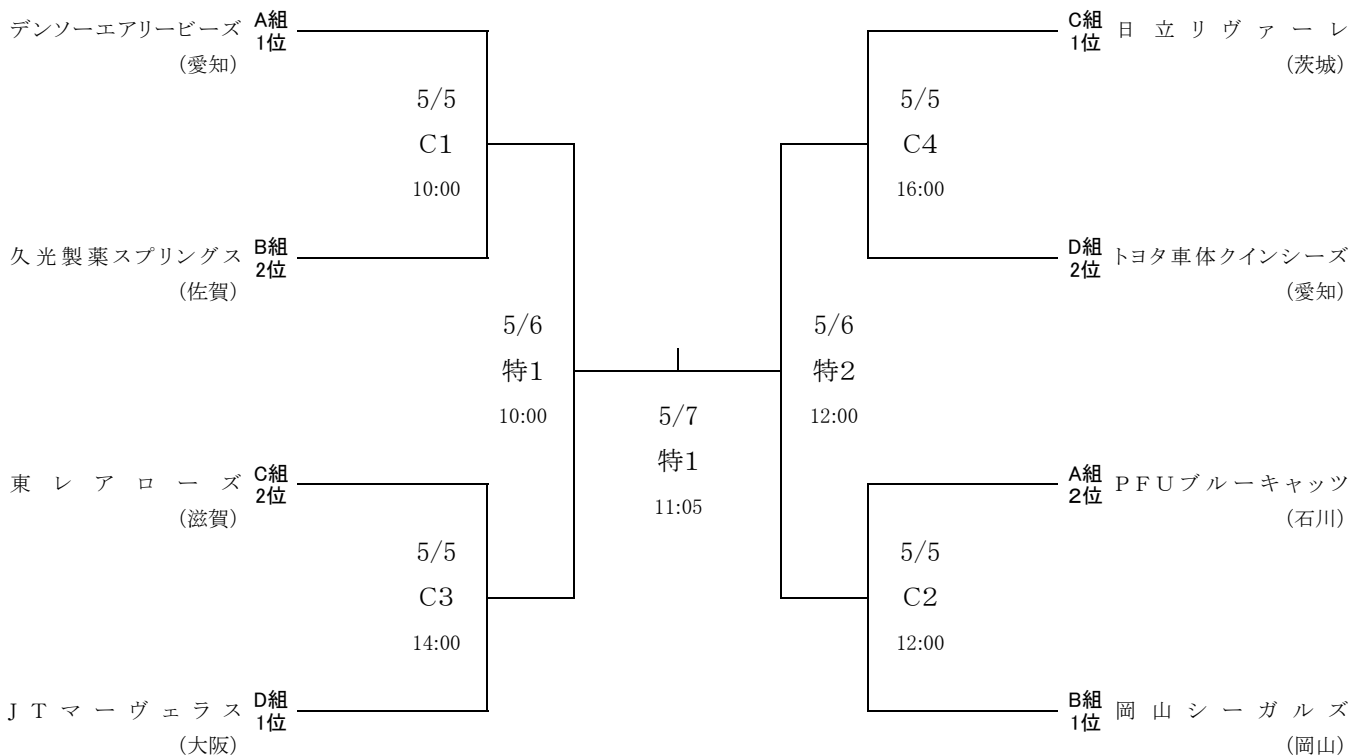 デンソーエアリービーズ A組 1位
(愛知)
5/5
C1
10:00
久光製薬スプリングス B組 2位
(佐賀)
5/6
特1
10:00
東レアローズ C組 2位
(滋賀)
5/5
C3
14:00
JTマーヴェラス D組 1位
(大阪)
5/7
特1
11:05
C組 1位 日立リヴァーレ
(茨城)
5/5
C4
16:00
D組 2位 トヨタ車体クインシーズ
(愛知)
5/6
特2
12:00
A組 2位 PFUブルーキャッツ
(石川)
5/5
C2
12:00
B組 1位 岡山シーガルズ
(岡山)